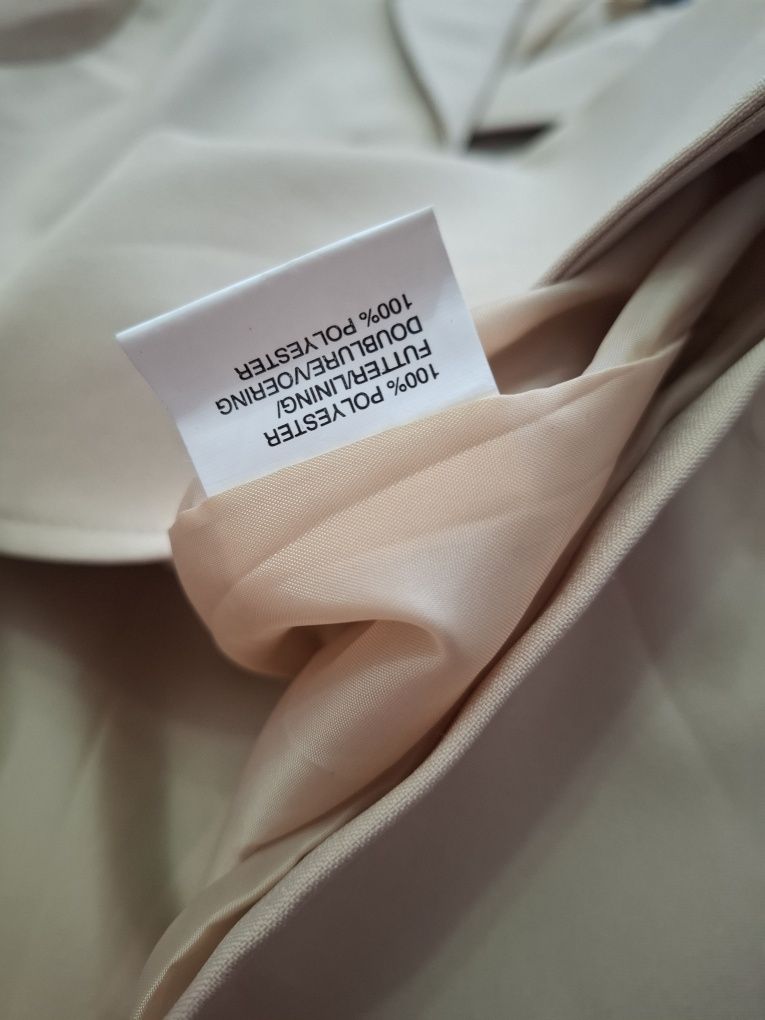 100% POLYESTER
FUTTER/LINING/
DOUBLURE/VOERING
100% POLYESTER